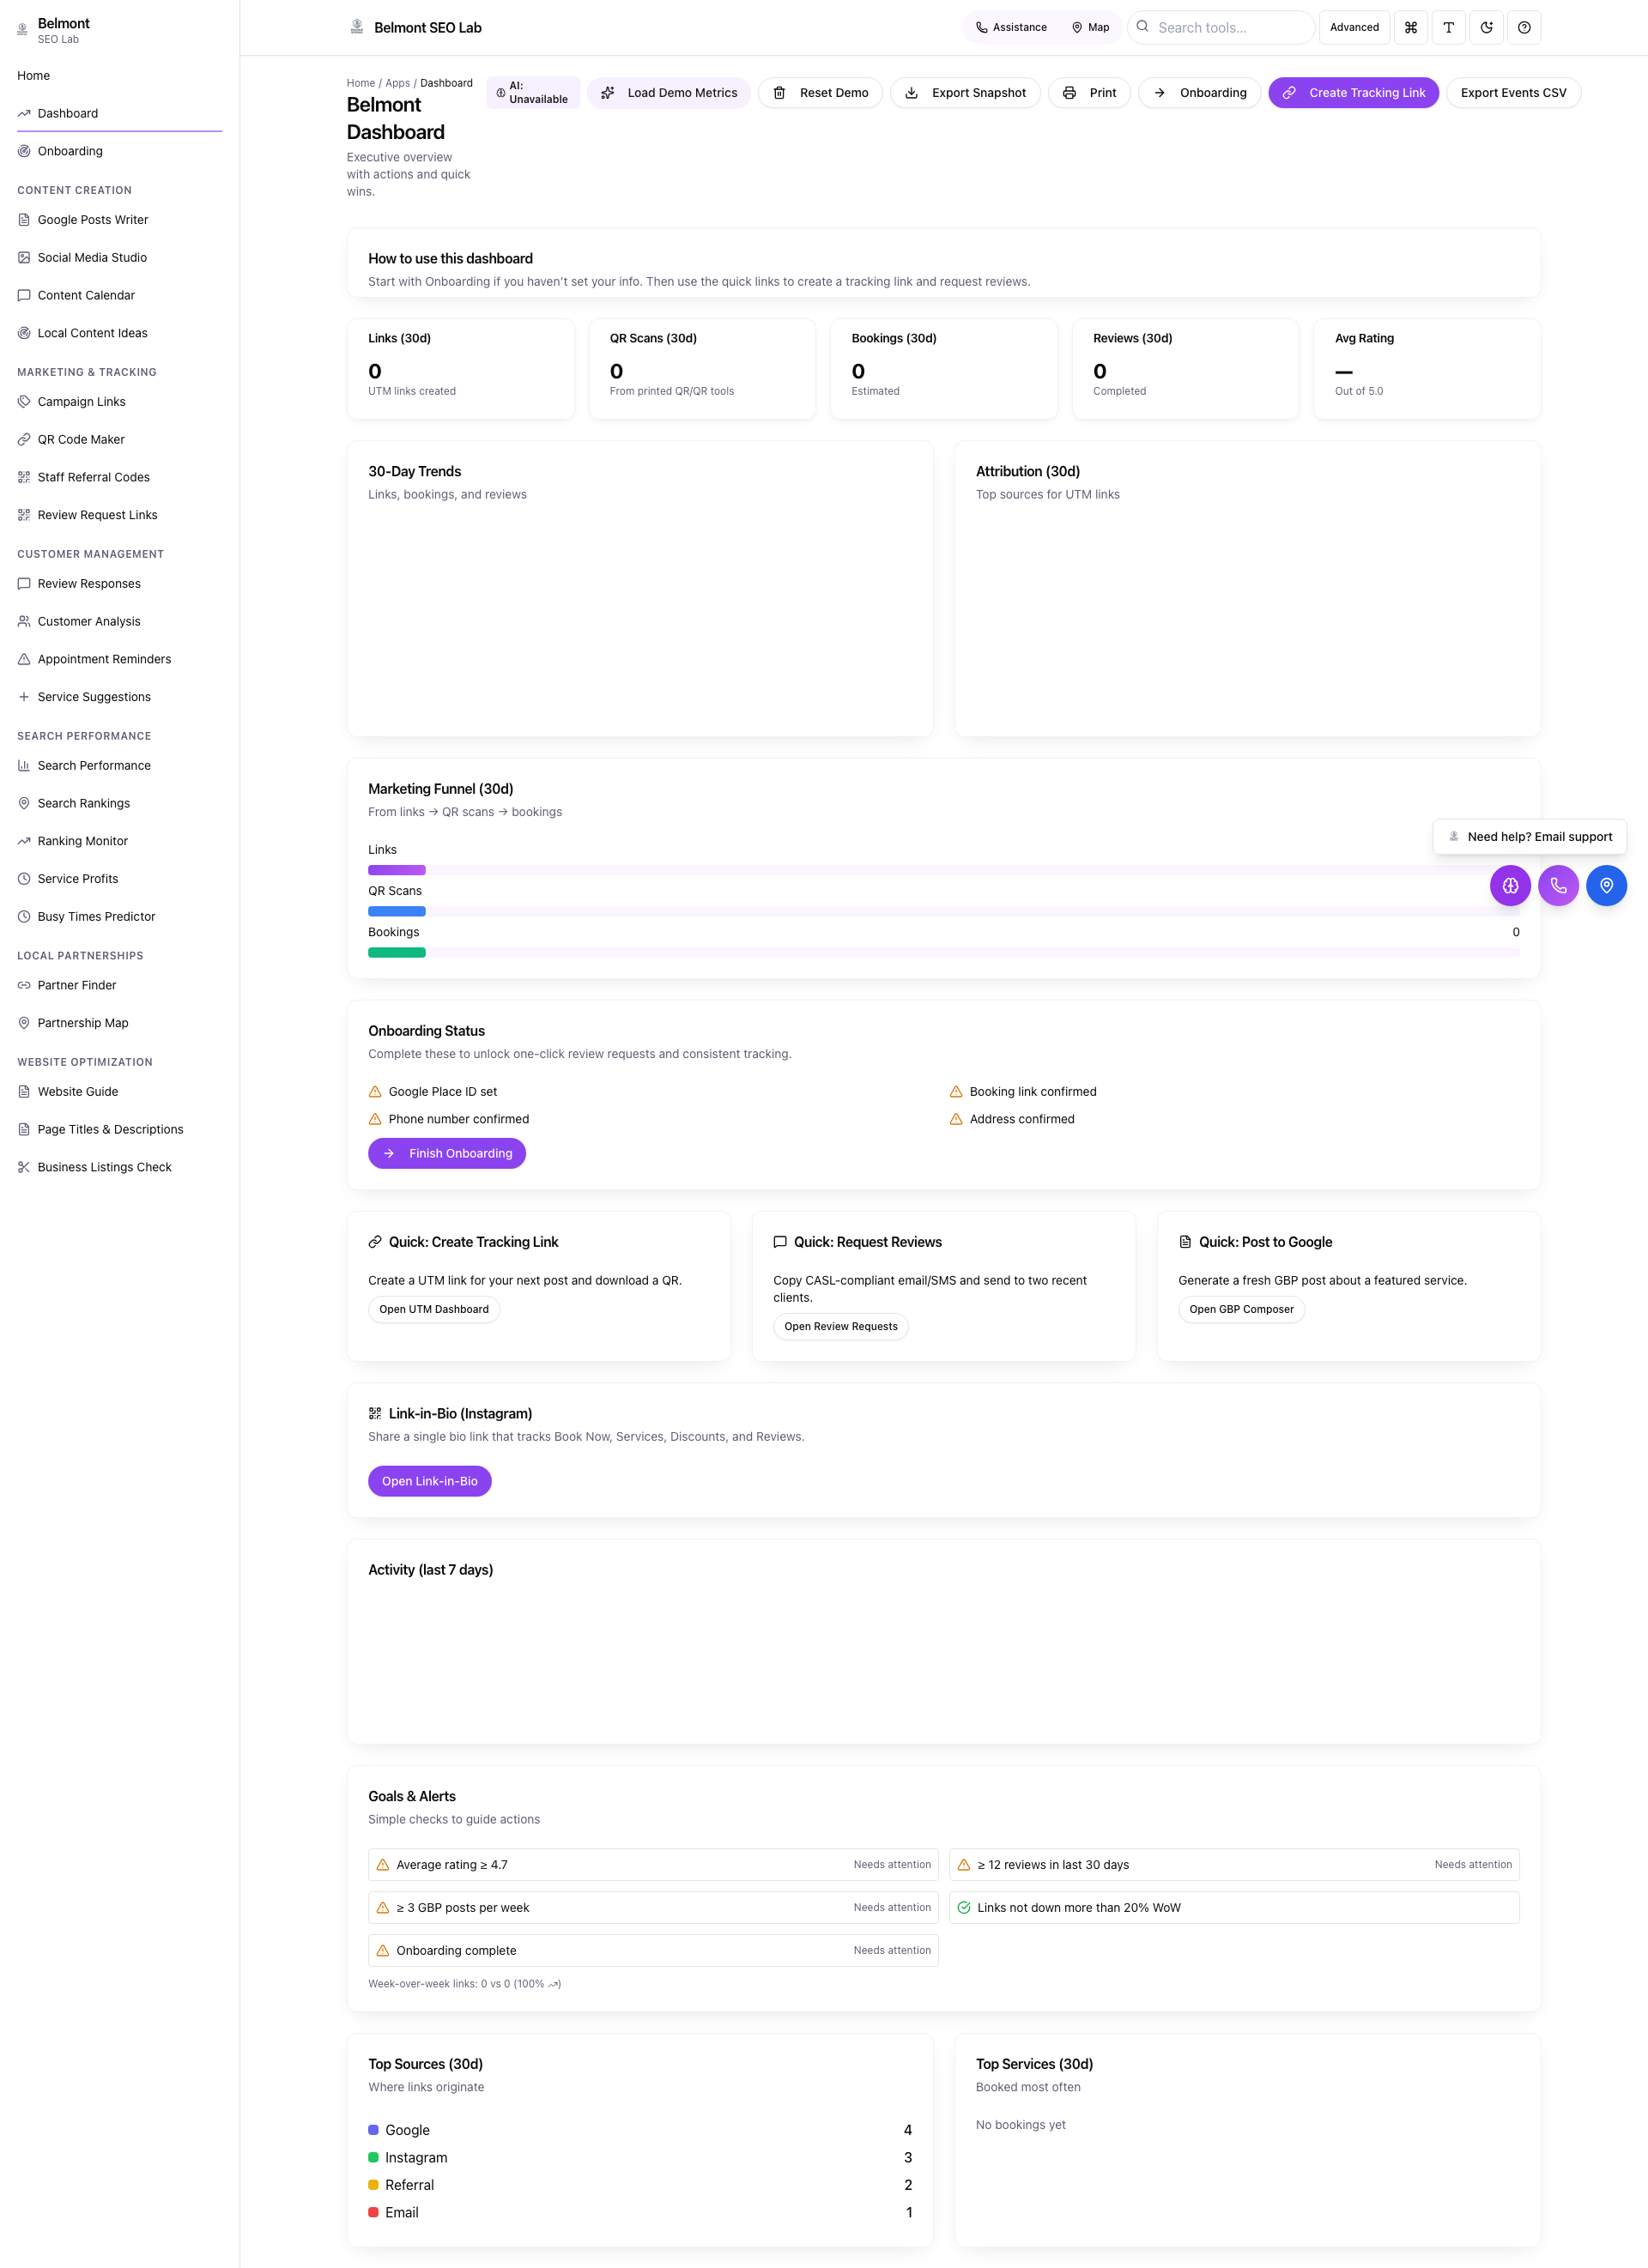 Belmont
SEO Lab
Home
Dashboard
Onboarding
CONTENT CREATION
Google Posts Writer
Social Media Studio
Content Calendar
Local Content Ideas
MARKETING & TRACKING
Campaign Links
QR Code Maker
Staff Referral Codes
Review Request Links
CUSTOMER MANAGEMENT
Review Responses
Customer Analysis
Appointment Reminders
Service Suggestions
SEARCH PERFORMANCE
Search Performance
Search Rankings
Ranking Monitor
Service Profits
Busy Times Predictor
LOCAL PARTNERSHIPS
Partner Finder
Partnership Map
WEBSITE OPTIMIZATION
Website Guide
Page Titles & Descriptions
Business Listings Check
Belmont SEO Lab
Assistance
Map
Search tools...
Advanced
Home / Apps / Dashboard
Belmont
Dashboard
Executive overview
with actions and quick
wins.
AI:
Unavailable
Load Demo Metrics
Reset Demo
Export Snapshot
Print
Onboarding
Create Tracking Link
Export Events CSV
How to use this dashboard
Start with Onboarding if you haven't set your info. Then use the quick links to create a tracking link and request reviews.
Links (30d)
0
UTM links created
QR Scans (30d)
0
From printed QR/QR tools
Bookings (30d)
0
Estimated
Reviews (30d)
0
Completed
Avg Rating
—
Out of 5.0
30-Day Trends
Links, bookings, and reviews
Attribution (30d)
Top sources for UTM links
Marketing Funnel (30d)
From links → QR scans → bookings
Links
QR Scans
Bookings
0
Need help? Email support
Onboarding Status
Complete these to unlock one-click review requests and consistent tracking.
Google Place ID set
Booking link confirmed
Phone number confirmed
Address confirmed
Finish Onboarding
Quick: Create Tracking Link
Create a UTM link for your next post and download a QR.
Open UTM Dashboard
Quick: Request Reviews
Copy CASL-compliant email/SMS and send to two recent
clients.
Open Review Requests
Quick: Post to Google
Generate a fresh GBP post about a featured service.
Open GBP Composer
Link-in-Bio (Instagram)
Share a single bio link that tracks Book Now, Services, Discounts, and Reviews.
Open Link-in-Bio
Activity (last 7 days)
Goals & Alerts
Simple checks to guide actions
Average rating ≥ 4.7
Needs attention
≥ 12 reviews in last 30 days
Needs attention
≥ 3 GBP posts per week
Needs attention
Links not down more than 20% WoW
Onboarding complete
Needs attention
Week-over-week links: 0 vs 0 (100% )
Top Sources (30d)
Where links originate
Google 4
Instagram 3
Referral 2
Email 1
Top Services (30d)
Booked most often
No bookings yet